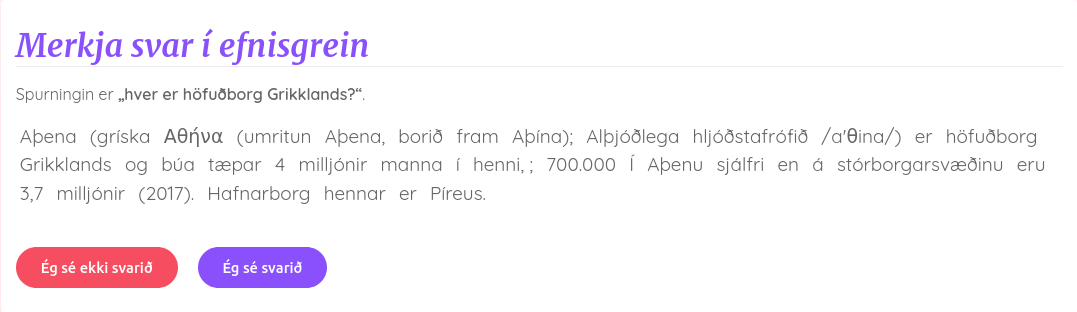 Merkja svar í efnisgrein
Spurningin er „hver er höfuðborg Grikklands?“.
Aþena (gríska Αθήνα (umritun Aþena, borið fram Aþína); Alþjóðlega hljóðstafrófið /a'θina/) er höfuðborg
Grikklands og búa tæpar 4 milljónir manna í henni, ; 700.000 Í Aþenu sjálfri en á stórborgarsvæðinu eru
3,7 milljónir (2017). Hafnarborg hennar er Píreus.
Ég sé ekki svarið Ég sé svarið